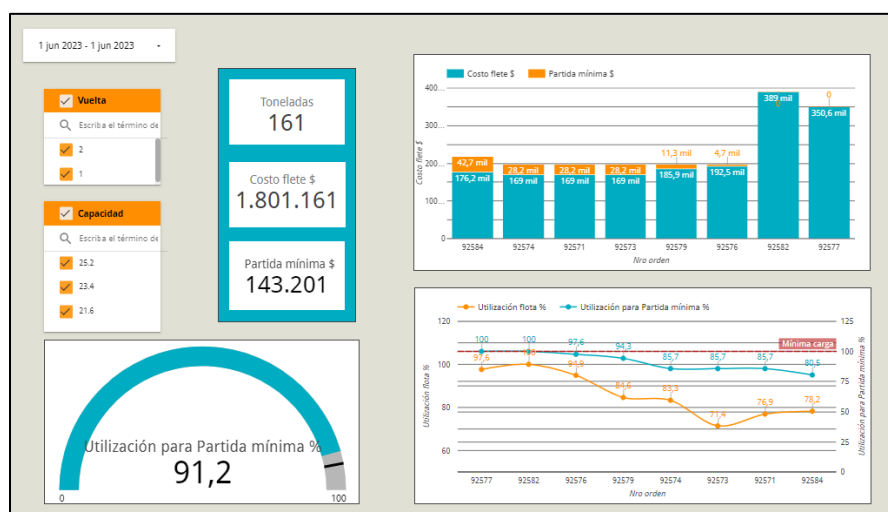 1 jun 2023 - 1 jun 2023
Vuelta
Escriba el término de
2
1
Capacidad
Escriba el término de
25.2
23.4
21.6
Toneladas
161
Costo flete $
1.801.161
Partida mínima $
143.201
Utilización para Partida mínima %
91,2
0
100
Costo flete $
Partida mínima $
Costo flete $
400...
300...
200...
100...
0
42,7 mil
28,2 mil
28,2 mil
28,2 mil
11,3 mil
4,7 mil
0
0
176,2 mil
169 mil
169 mil
169 mil
185,9 mil
192,5 mil
389 mil
350,6 mil
92584
92574
92571
92573
92579
92576
92582
92577
Nro orden
Utilización flota %
Utilización para Partida mínima %
Utilización flota %
120
100
80
60
125
100
75
50
25
0
Utilización para Partida mínima %
Mínima carga
100
100
97,6
94,3
85,7
85,7
85,7
80,5
97,6
100
94,9
84,6
83,3
71,4
76,9
78,2
92577
92582
92576
92579
92574
92573
92571
92584
Nro orden